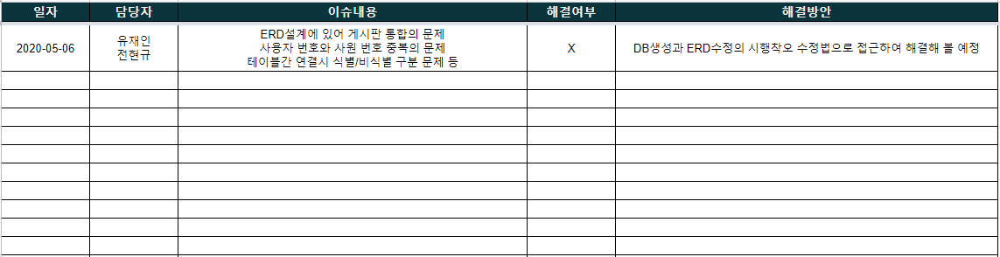 일자 담당자 이슈내용 해결여부 해결방안
2020-05-06
유재인
전현규
ERD설계에 있어 게시판 통합의 문제
사용자 번호와 사원 번호 중복의 문제
테이블간 연결시 식별/비식별 구분 문제 등
X
DB생성과 ERD수정의 시행착오 수정법으로 접근하여 해결해 볼 예정